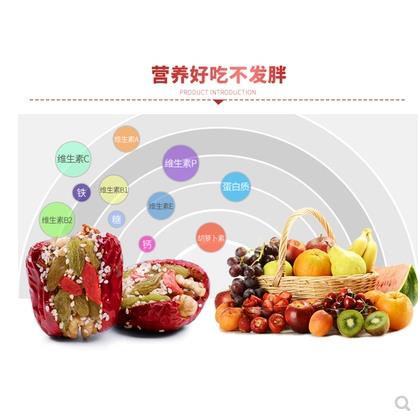 营养好吃不发胖
PRODUCT INTRODUCTION
维生素A
维生素C
维生素P
铁
维生素B1
蛋白质
维生素B2
糖
维生素E
钙
胡萝卜素